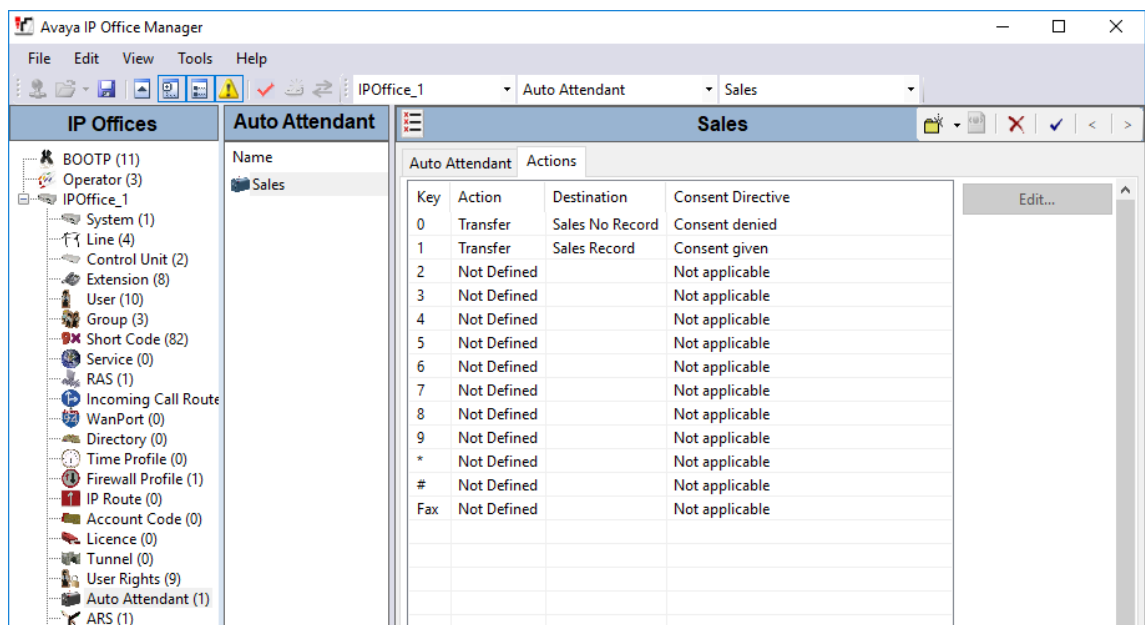 Avaya IP Office Manager
File Edit View Tools Help
IPOffice_1 Auto Attendant Sales
IP Offices
BOOTP (11)
Operator (3)
IPOffice_1
System (1)
Line (4)
Control Unit (2)
Extension (8)
User (10)
Group (3)
Short Code (82)
Service (0)
RAS (1)
Incoming Call Route
WanPort (0)
Directory (0)
Time Profile (0)
Firewall Profile (1)
IP Route (0)
Account Code (0)
Licence (0)
Tunnel (0)
User Rights (9)
Auto Attendant (1)
ARS (1)
Auto Attendant
Name
Sales
Sales
Auto Attendant Actions
Key Action Destination Consent Directive
0 Transfer Sales No Record Consent denied
1 Transfer Sales Record Consent given
2 Not Defined Not applicable
3 Not Defined Not applicable
4 Not Defined Not applicable
5 Not Defined Not applicable
6 Not Defined Not applicable
7 Not Defined Not applicable
8 Not Defined Not applicable
9 Not Defined Not applicable
* Not Defined Not applicable
# Not Defined Not applicable
Fax Not Defined Not applicable
Edit...